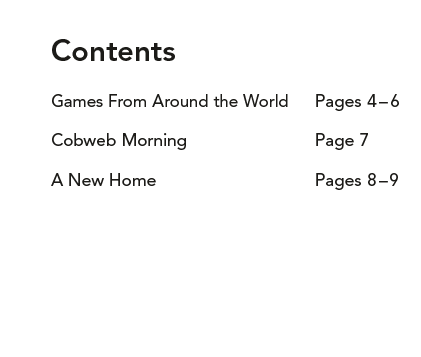 Contents
Games From Around the World Pages 4–6
Cobweb Morning Page 7
A New Home Pages 8–9